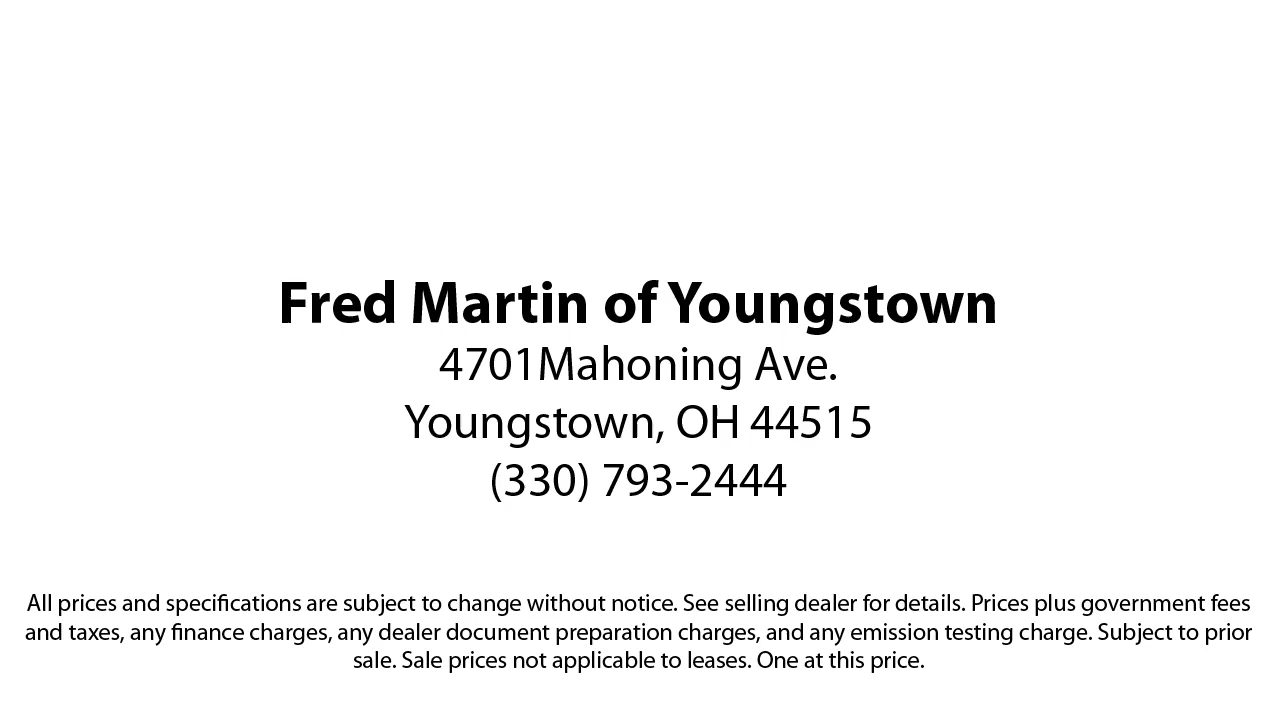 Fred Martin of Youngstown
4701Mahoning Ave.
Youngstown, OH 44515
(330) 793-2444
All prices and specifications are subject to change without notice. See selling dealer for details. Prices plus government fees
and taxes, any finance charges, any dealer document preparation charges, and any emission testing charge. Subject to prior
sale. Sale prices not applicable to leases. One at this price.